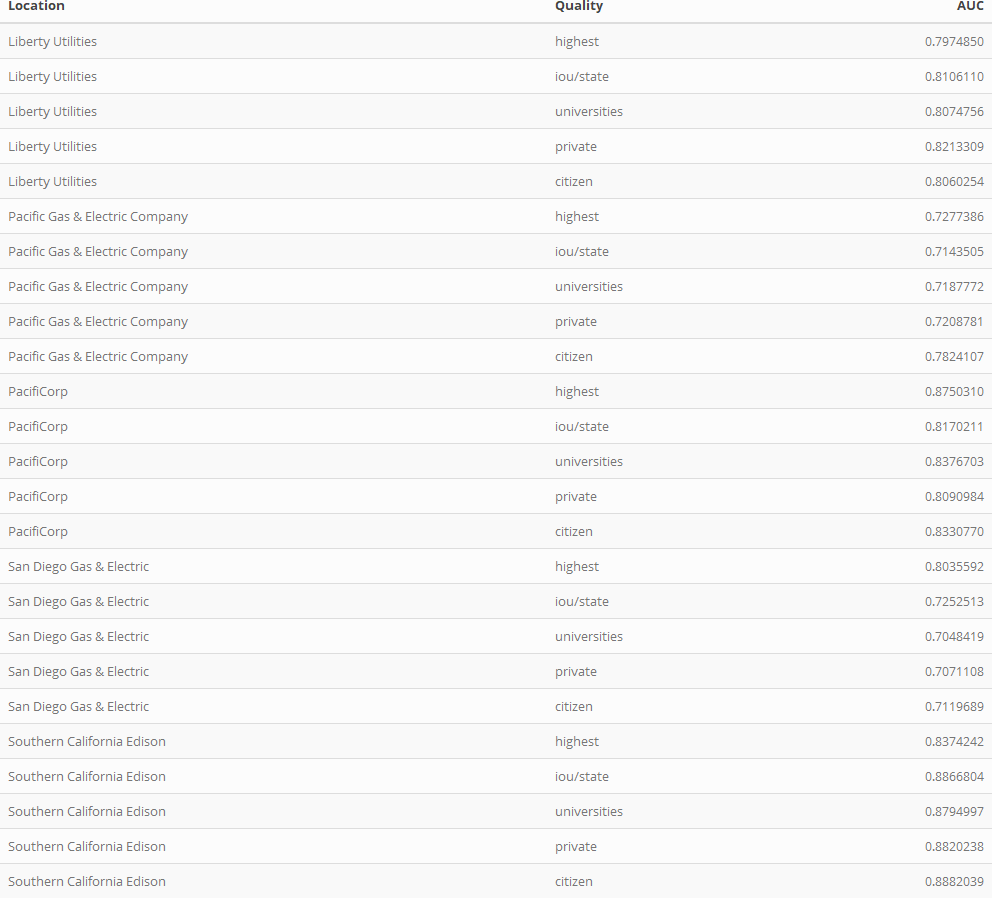 Location Quality AUC
Liberty Utilities highest 0.7974850
Liberty Utilities iou/state 0.8106110
Liberty Utilities universities 0.8074756
Liberty Utilities private 0.8213309
Liberty Utilities citizen 0.8060254
Pacific Gas & Electric Company highest 0.7277386
Pacific Gas & Electric Company iou/state 0.7143505
Pacific Gas & Electric Company universities 0.7187772
Pacific Gas & Electric Company private 0.7208781
Pacific Gas & Electric Company citizen 0.7824107
PacifiCorp highest 0.8750310
PacifiCorp iou/state 0.8170211
PacifiCorp universities 0.8376703
PacifiCorp private 0.8090984
PacifiCorp citizen 0.8330770
San Diego Gas & Electric highest 0.8035592
San Diego Gas & Electric iou/state 0.7252513
San Diego Gas & Electric universities 0.7048419
San Diego Gas & Electric private 0.7071108
San Diego Gas & Electric citizen 0.7119689
Southern California Edison highest 0.8374242
Southern California Edison iou/state 0.8866804
Southern California Edison universities 0.8794997
Southern California Edison private 0.8820238
Southern California Edison citizen 0.8882039